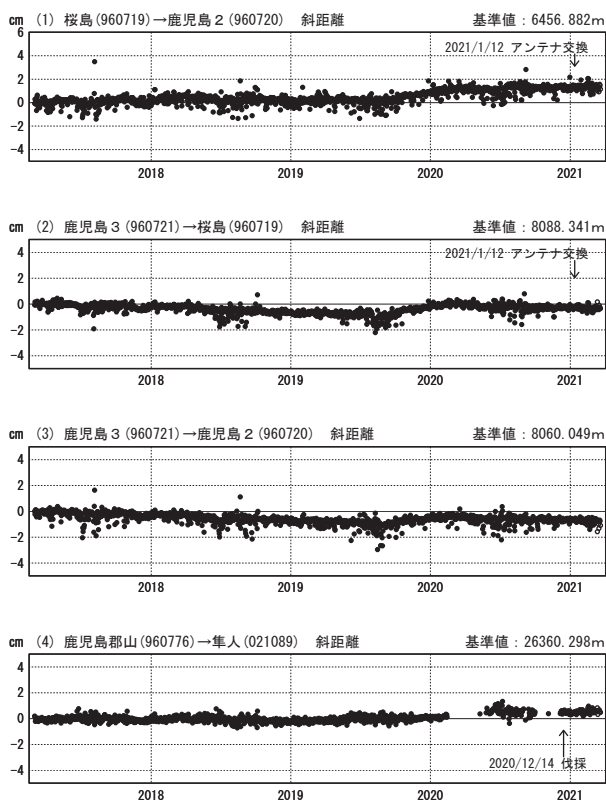 cm (1) 桜島(960719)→鹿児島２(960720) 斜距離 基準値：6456.882m
6
2021/1/12 アンテナ交換
4
2
0
−2
−4
2018 2019 2020 2021
cm (2) 鹿児島３(960721)→桜島(960719) 斜距離 基準値：8088.341m
4
2021/1/12 アンテナ交換
2
0
−2
−4
2018 2019 2020 2021
cm (3) 鹿児島３(960721)→鹿児島２(960720) 斜距離 基準値：8060.049m
4
2
0
−2
−4
2018 2019 2020 2021
cm (4) 鹿児島郡山(960776)→隼人(021089) 斜距離 基準値：26360.298m
4
2
0
−2
2020/12/14 伐採
−4
2018 2019 2020 2021